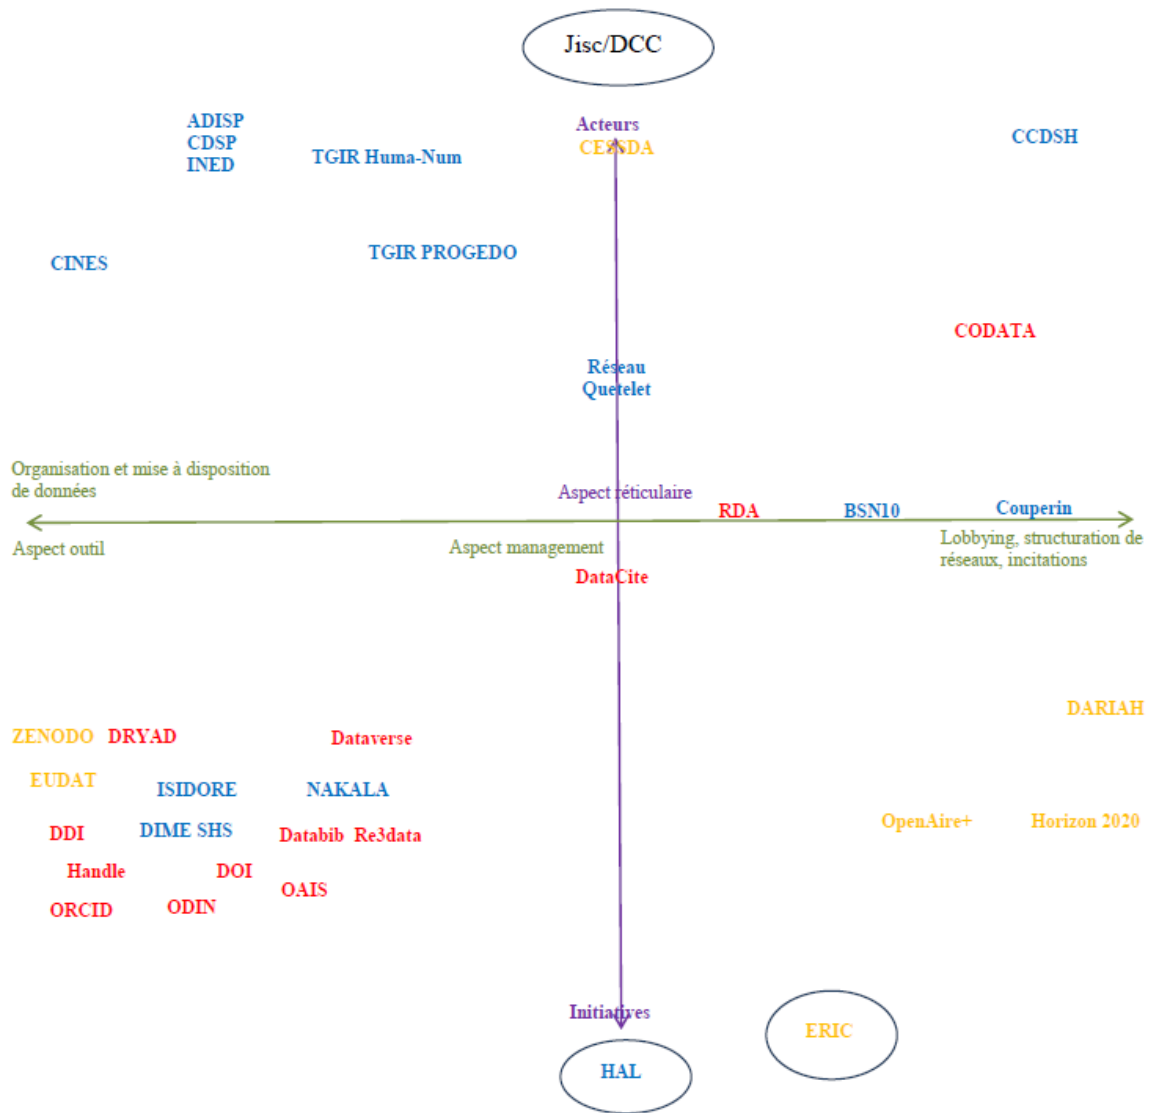 Jisc/DCC
ADISP
CDSP
INED
TGIR Huma-Num
Acteurs
CESSDA
CCDSH
CINES
TGIR PROGEDO
CODATA
Réseau
Quetelet
Organisation et mise à disposition
de données
Aspect réticulaire
RDA
BSN10
Couperin
Aspect outil
Aspect management
Lobbying, structuration de
réseaux, incitations
DataCite
DARIAH
ZENODO
DRYAD
Dataverse
EUDAT
ISIDORE
NAKALA
DDI
DIME SHS
Databib Re3data
OpenAire+
Horizon 2020
Handle
DOI
OAIS
ORCID
ODIN
Initiatives
ERIC
HAL